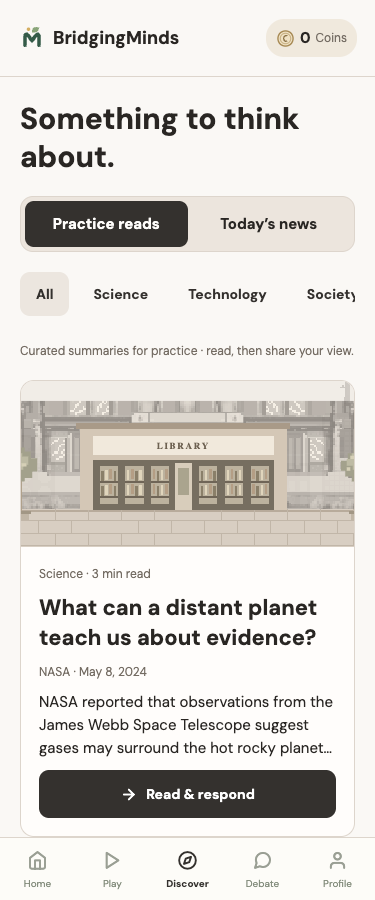 BridgingMinds
0 Coins
Something to think
about.
Practice reads
Today’s news
All
Science
Technology
Society
Curated summaries for practice · read, then share your view.
LIBRARY
Science · 3 min read
What can a distant planet
teach us about evidence?
NASA · May 8, 2024
NASA reported that observations from the
James Webb Space Telescope suggest
gases may surround the hot rocky planet...
→ Read & respond
Home
Play
Discover
Debate
Profile